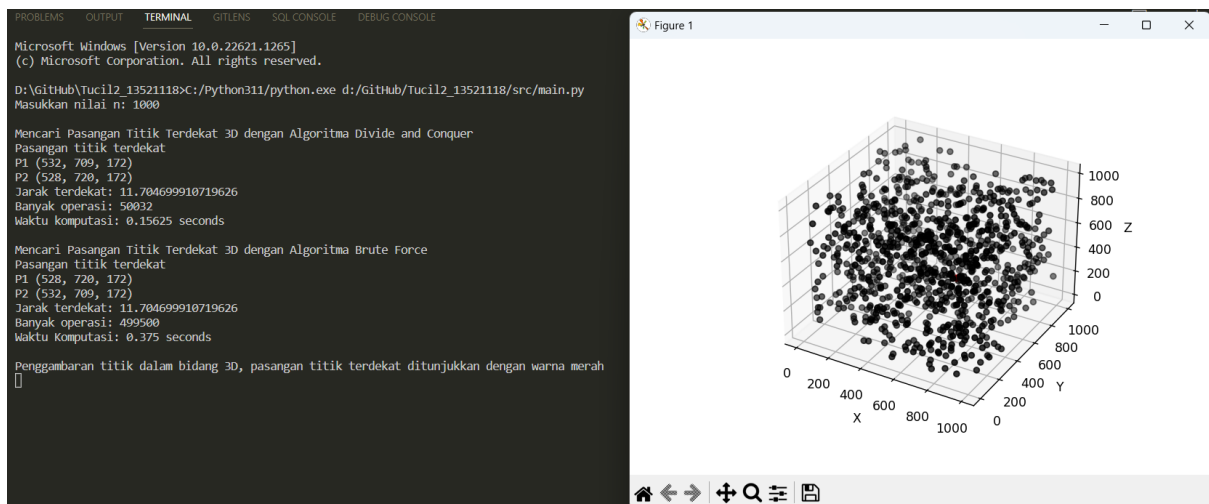 PROBLEMS OUTPUT TERMINAL GITLENS SQL CONSOLE DEBUG CONSOLE
Microsoft Windows [Version 10.0.22621.1265]
(c) Microsoft Corporation. All rights reserved.
D:\GitHub\Tucil2_13521118>C:/Python311/python.exe d:/GitHub/Tucil2_13521118/src/main.py
Masukkan nilai n: 1000
Mencari Pasangan Titik Terdekat 3D dengan Algoritma Divide and Conquer
Pasangan titik terdekat
P1 (532, 709, 172)
P2 (528, 720, 172)
Jarak terdekat: 11.704699910719626
Banyak operasi: 50032
Waktu komputasi: 0.15625 seconds
Mencari Pasangan Titik Terdekat 3D dengan Algoritma Brute Force
Pasangan titik terdekat
P1 (528, 720, 172)
P2 (532, 709, 172)
Jarak terdekat: 11.704699910719626
Banyak operasi: 499500
Waktu Komputasi: 0.375 seconds
Penggambaran titik dalam bidang 3D, pasangan titik terdekat ditunjukkan dengan warna merah
Figure 1
1000
800
600 Z
400
200
0
1000
800
600
400 Y
200
0
0
200
400
600
800
1000
X